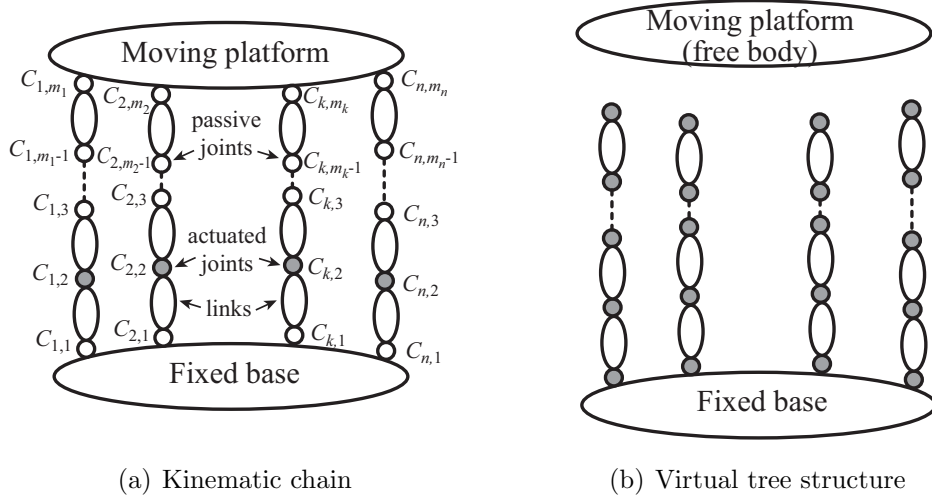 Moving platform
C1,m1
C2,m2
Ck,mk
Cn,mn
passive
joints
C1,m1-1
C2,m2-1
Ck,mk-1
Cn,mn-1
C1,3
C2,3
Ck,3
Cn,3
actuated
joints
C1,2
C2,2
Ck,2
Cn,2
links
C1,1
C2,1
Ck,1
Cn,1
Fixed base
(a) Kinematic chain
Moving platform
(free body)
Fixed base
(b) Virtual tree structure